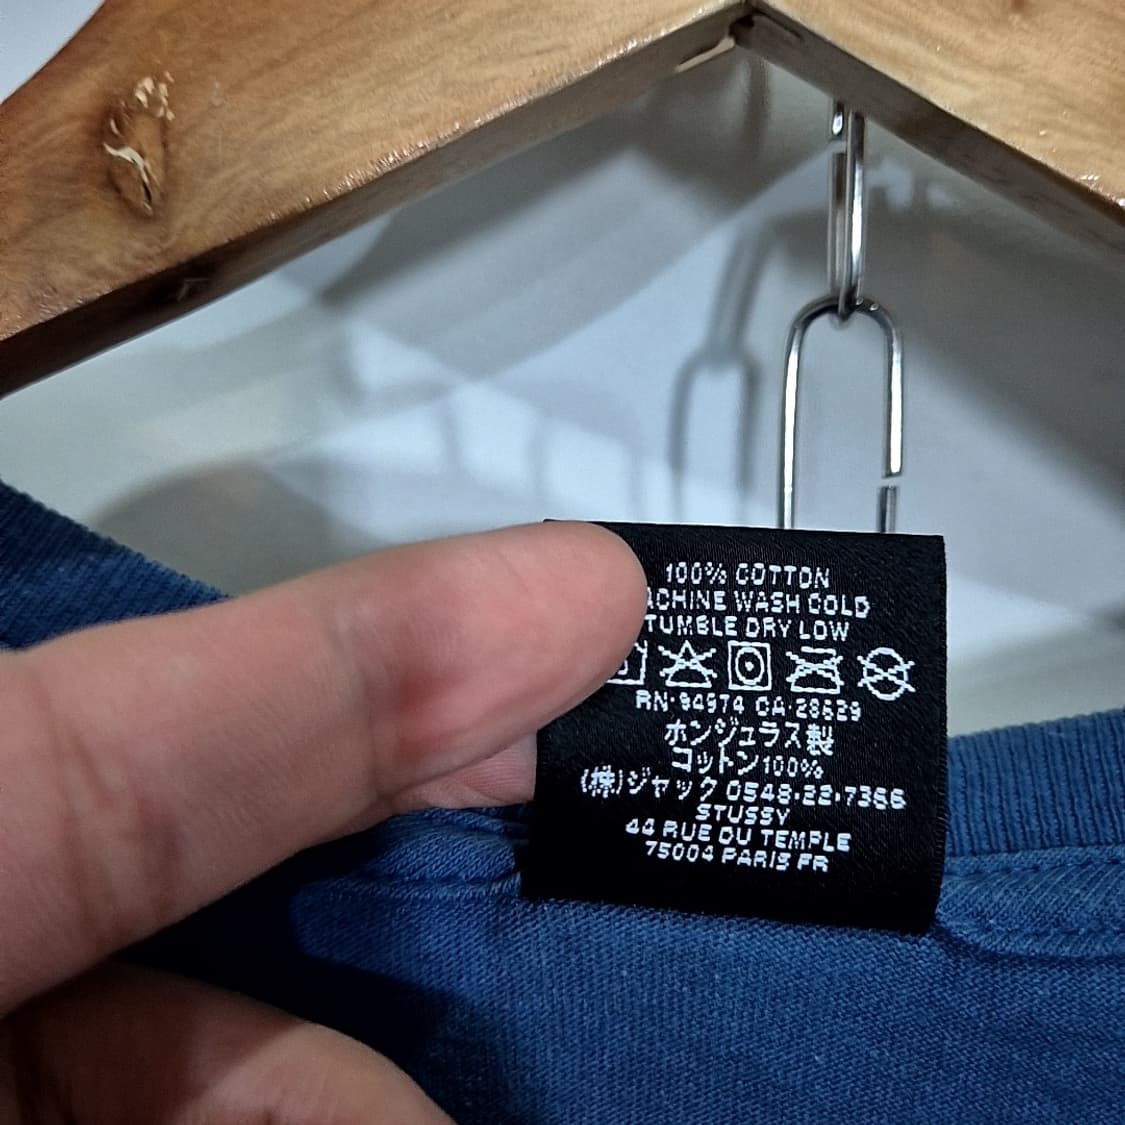 100% COTTON
MACHINE WASH COLD
TUMBLE DRY LOW
RN·94974 CA·28629
ホンジュラス製
コットン100%
(株)ジャック 0548·22·7366
STUSSY
44 RUE DU TEMPLE
75004 PARIS FR